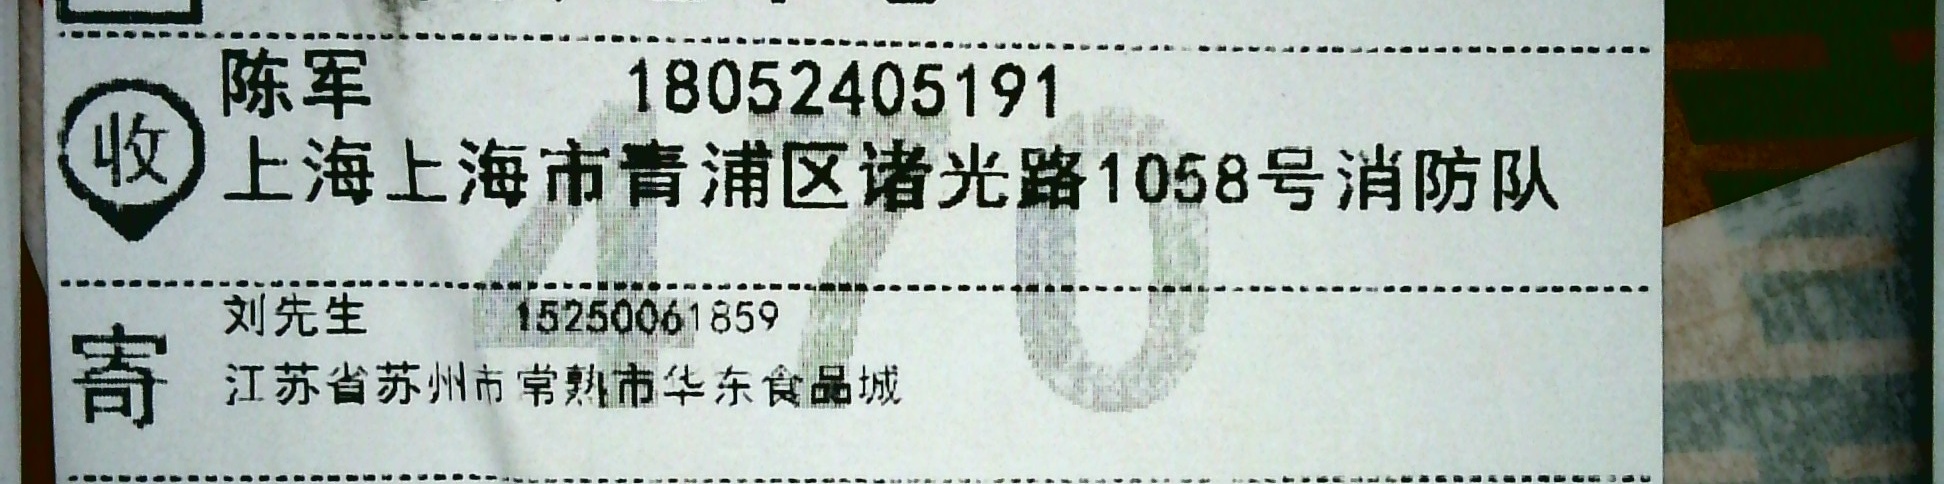 陈军 18052405191
收
上海上海市青浦区诸光路1058号消防队
470
刘先生 15250061859
寄
江苏省苏州市常熟市华东食品城